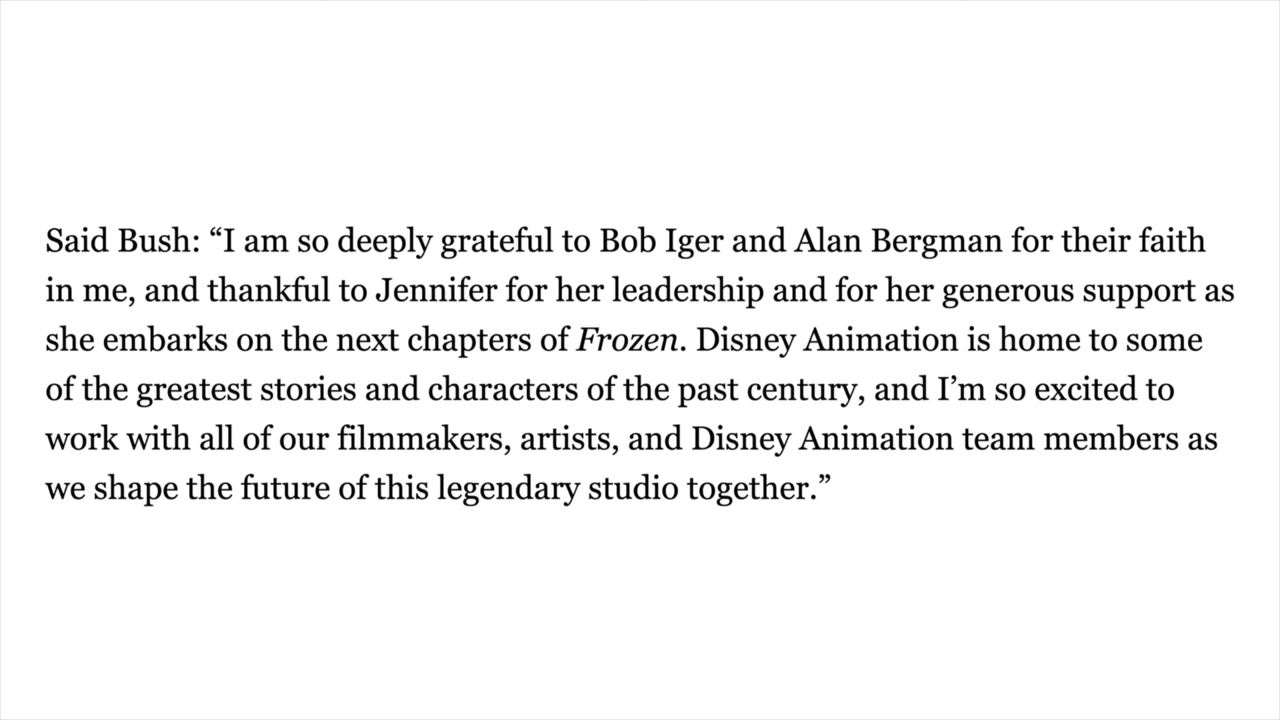 Said Bush: “I am so deeply grateful to Bob Iger and Alan Bergman for their faith
in me, and thankful to Jennifer for her leadership and for her generous support as
she embarks on the next chapters of Frozen. Disney Animation is home to some
of the greatest stories and characters of the past century, and I’m so excited to
work with all of our filmmakers, artists, and Disney Animation team members as
we shape the future of this legendary studio together.”